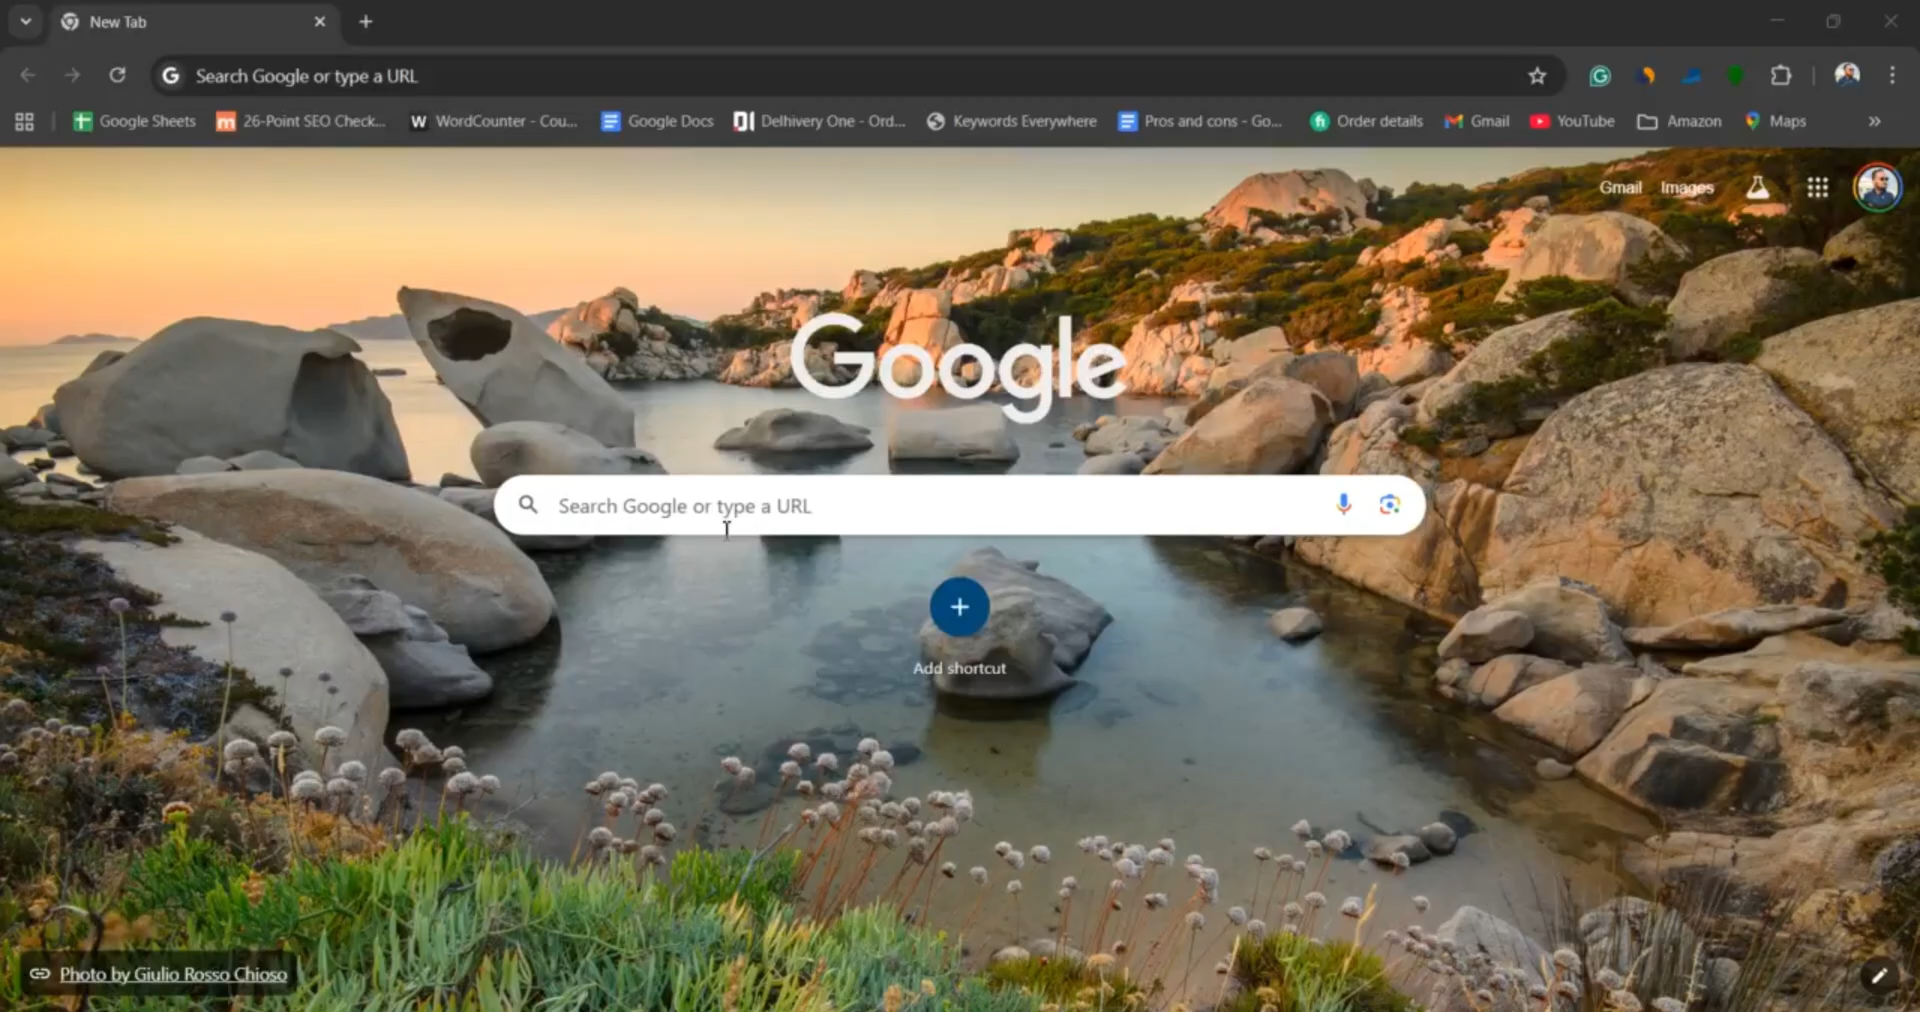 New Tab
Search Google or type a URL
Google Sheets
26-Point SEO Check...
WordCounter - Cou...
Google Docs
Delhivery One - Ord...
Keywords Everywhere
Pros and cons - Go...
Order details
Gmail
YouTube
Amazon
Maps
Gmail Images
Google
Search Google or type a URL
Add shortcut
Photo by Giulio Rosso Chioso